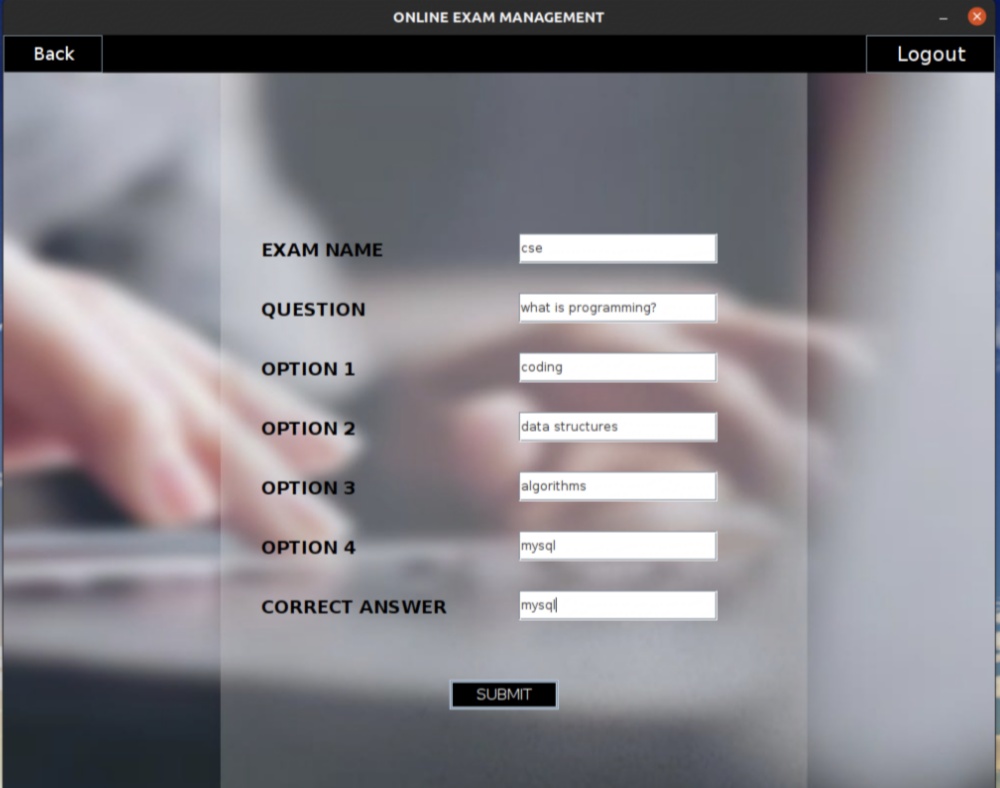 ONLINE EXAM MANAGEMENT
Back
Logout
EXAM NAME cse
QUESTION what is programming?
OPTION 1 coding
OPTION 2 data structures
OPTION 3 algorithms
OPTION 4 mysql
CORRECT ANSWER mysql
SUBMIT